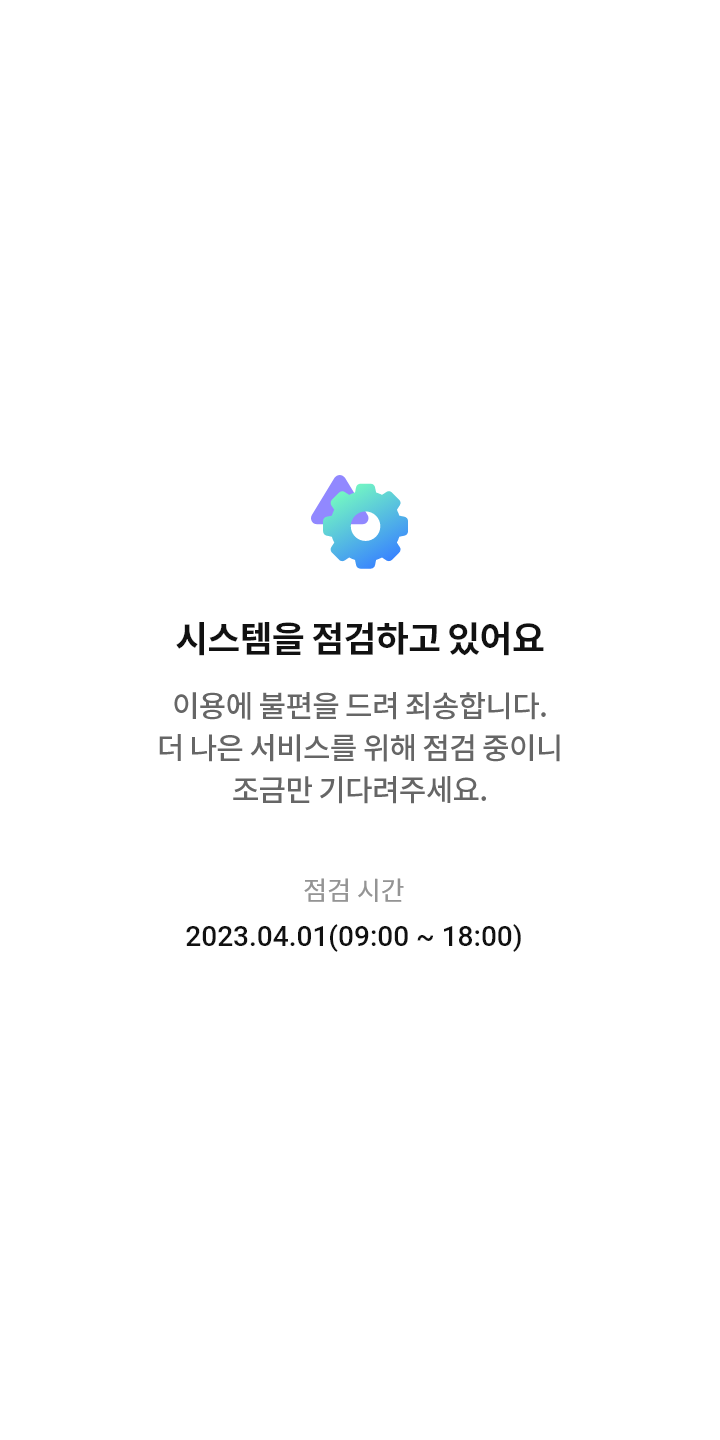 시스템을 점검하고 있어요
이용에 불편을 드려 죄송합니다.
더 나은 서비스를 위해 점검 중이니
조금만 기다려주세요.
점검 시간
2023.04.01(09:00 ~ 18:00)